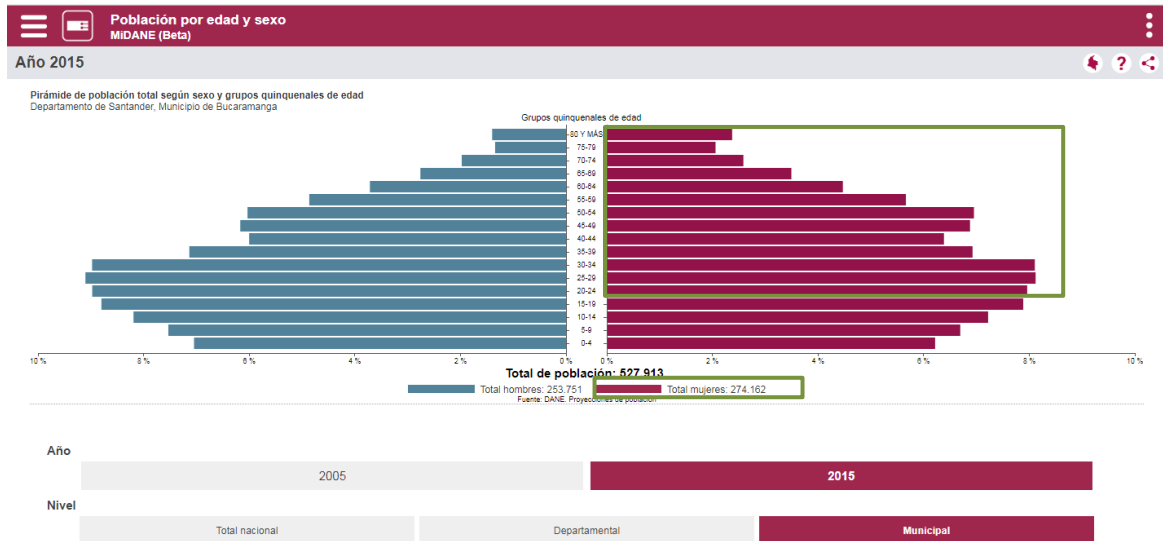 Población por edad y sexo
MiDANE (Beta)
Año 2015
?
Pirámide de población total según sexo y grupos quinquenales de edad
Departamento de Santander, Municipio de Bucaramanga
Grupos quinquenales de edad
80 Y MÁS
75-79
70-74
65-69
60-64
55-59
50-54
45-49
40-44
35-39
30-34
25-29
20-24
15-19
10-14
5-9
0-4
10 % 8 % 6 % 4 % 2 % 0 % 0 % 2 % 4 % 6 % 8 % 10 %
Total de población: 527.913
Total hombres: 253.751 Total mujeres: 274.162
Fuente: DANE. Proyecciones de población
Año
2005 2015
Nivel
Total nacional Departamental Municipal